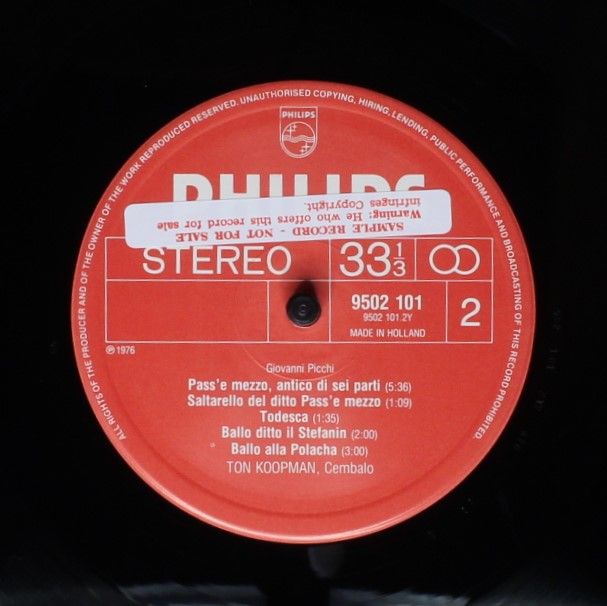 ALL RIGHTS OF THE PRODUCER AND OF THE OWNER OF THE WORK REPRODUCED RESERVED. UNAUTHORISED COPYING, HIRING, LENDING, PUBLIC PERFORMANCE AND BROADCASTING OF THIS RECORD PROHIBITED.
PHILIPS
PHILIPS
SAMPLE RECORD - NOT FOR SALE
Warning: He who offers this record for sale
infringes Copyright.
STEREO
33 1/3
9502 101
9502 101.2Y
MADE IN HOLLAND
2
℗ 1976
Giovanni Picchi
Pass'e mezzo, antico di sei parti (5:36)
Saltarello del ditto Pass'e mezzo (1:09)
Todesca (1:35)
Ballo ditto il Stefanin (2:00)
Ballo alla Polacha (3:00)
TON KOOPMAN, Cembalo